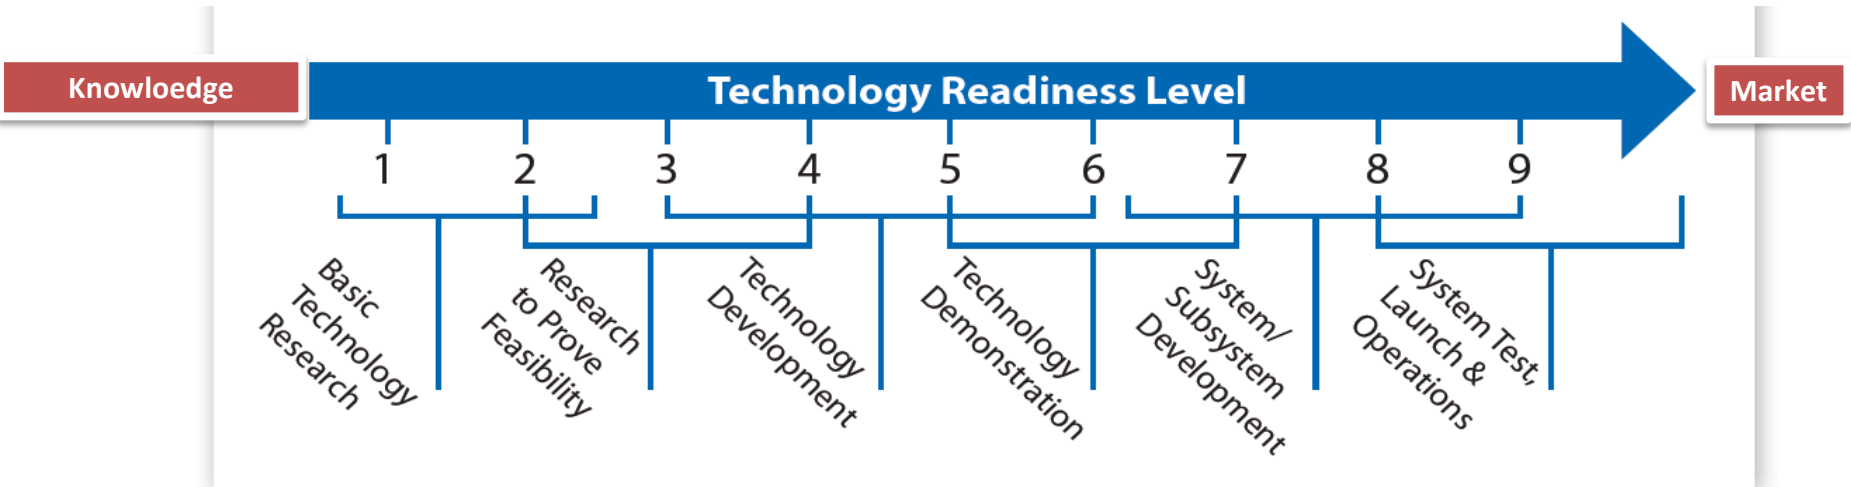 Knowloedge
Technology Readiness Level
Market
1 2 3 4 5 6 7 8 9
Basic
Technology
Research
Research
to Prove
Feasibility
Technology
Development
Technology
Demonstration
System/
Subsystem
Development
System Test,
Launch &
Operations